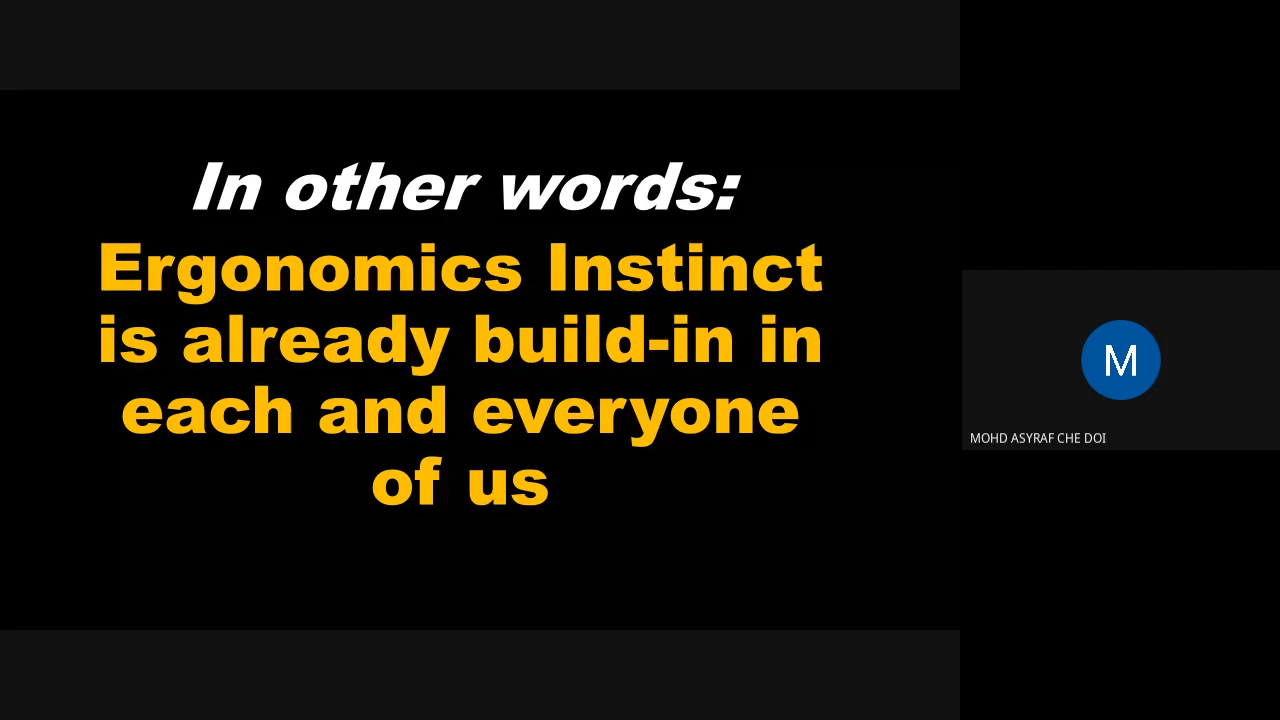 In other words:
Ergonomics Instinct
is already build-in in
each and everyone
of us
M
MOHD ASYRAF CHE DOI